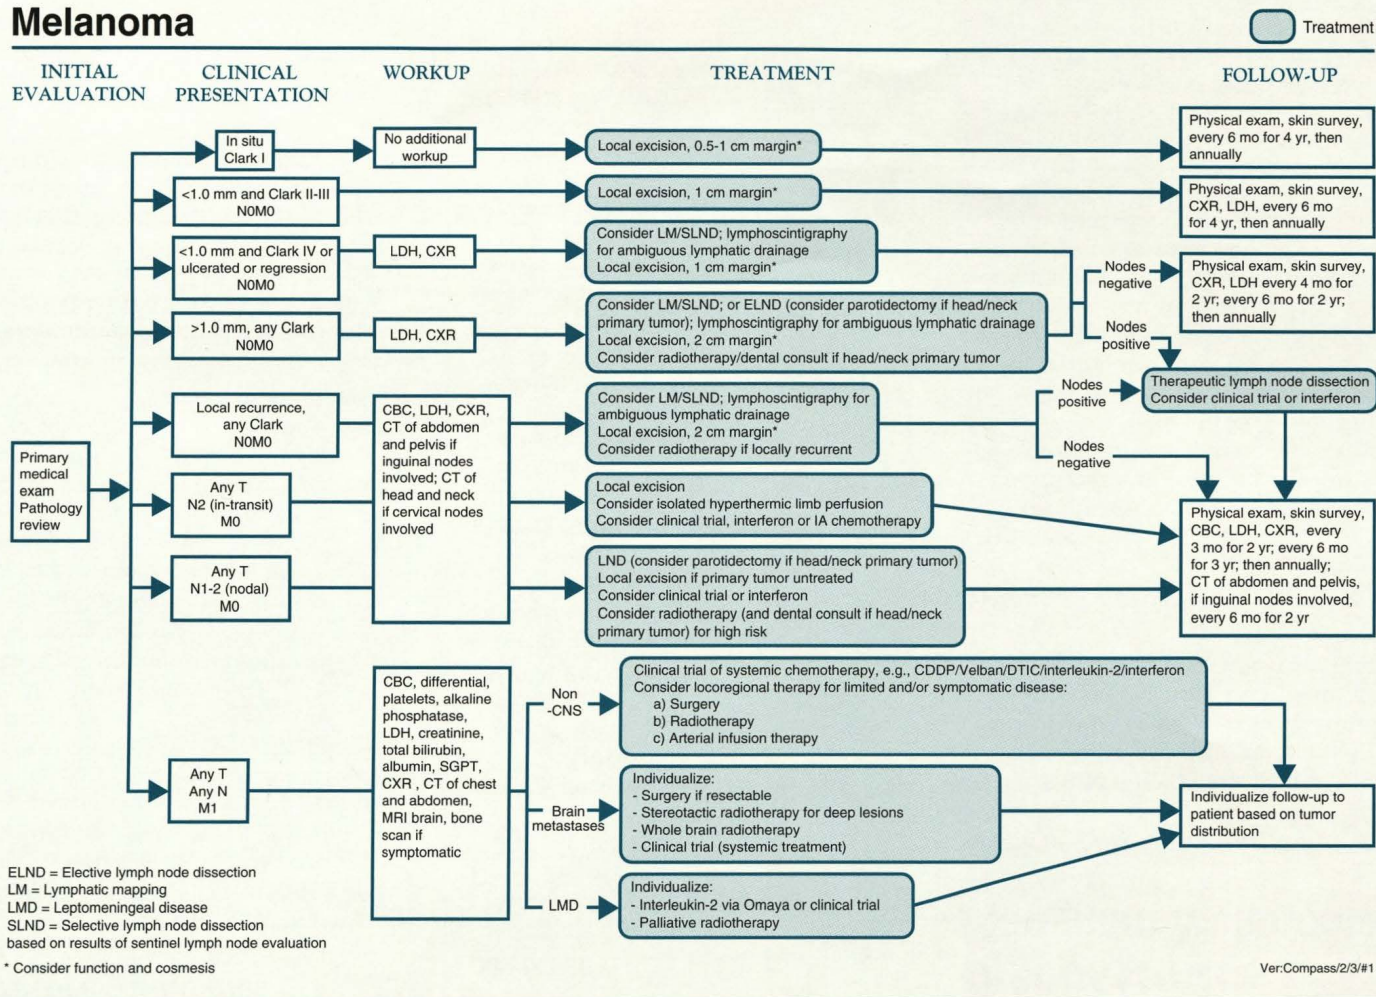 Melanoma
Treatment
INITIAL
EVALUATION
CLINICAL
PRESENTATION
WORKUP
TREATMENT
FOLLOW-UP
Primary
medical
exam
Pathology
review
In situ
Clark I
No additional
workup
Local excision, 0.5-1 cm margin*
Physical exam, skin survey,
every 6 mo for 4 yr, then
annually
<1.0 mm and Clark II-III
N0M0
Local excision, 1 cm margin*
Physical exam, skin survey,
CXR, LDH, every 6 mo
for 4 yr, then annually
<1.0 mm and Clark IV or
ulcerated or regression
N0M0
LDH, CXR
Consider LM/SLND; lymphoscintigraphy
for ambiguous lymphatic drainage
Local excision, 1 cm margin*
>1.0 mm, any Clark
N0M0
LDH, CXR
Consider LM/SLND; or ELND (consider parotidectomy if head/neck
primary tumor); lymphoscintigraphy for ambiguous lymphatic drainage
Local excision, 2 cm margin*
Consider radiotherapy/dental consult if head/neck primary tumor
Nodes
negative
Physical exam, skin survey,
CXR, LDH every 4 mo for
2 yr; every 6 mo for 2 yr;
then annually
Nodes
positive
Therapeutic lymph node dissection
Consider clinical trial or interferon
Local recurrence,
any Clark
N0M0
CBC, LDH, CXR,
CT of abdomen
and pelvis if
inguinal nodes
involved; CT of
head and neck
if cervical nodes
involved
Consider LM/SLND; lymphoscintigraphy for
ambiguous lymphatic drainage
Local excision, 2 cm margin*
Consider radiotherapy if locally recurrent
Nodes
positive
Nodes
negative
Any T
N2 (in-transit)
M0
Local excision
Consider isolated hyperthermic limb perfusion
Consider clinical trial, interferon or IA chemotherapy
Physical exam, skin survey,
CBC, LDH, CXR, every
3 mo for 2 yr; every 6 mo
for 3 yr; then annually;
CT of abdomen and pelvis,
if inguinal nodes involved,
every 6 mo for 2 yr
Any T
N1-2 (nodal)
M0
LND (consider parotidectomy if head/neck primary tumor)
Local excision if primary tumor untreated
Consider clinical trial or interferon
Consider radiotherapy (and dental consult if head/neck
primary tumor) for high risk
Any T
Any N
M1
CBC, differential,
platelets, alkaline
phosphatase,
LDH, creatinine,
total bilirubin,
albumin, SGPT,
CXR , CT of chest
and abdomen,
MRI brain, bone
scan if
symptomatic
Non
-CNS
Clinical trial of systemic chemotherapy, e.g., CDDP/Velban/DTIC/interleukin-2/interferon
Consider locoregional therapy for limited and/or symptomatic disease:
a) Surgery
b) Radiotherapy
c) Arterial infusion therapy
Brain
metastases
Individualize:
- Surgery if resectable
- Stereotactic radiotherapy for deep lesions
- Whole brain radiotherapy
- Clinical trial (systemic treatment)
Individualize follow-up to
patient based on tumor
distribution
LMD
Individualize:
- Interleukin-2 via Omaya or clinical trial
- Palliative radiotherapy
ELND = Elective lymph node dissection
LM = Lymphatic mapping
LMD = Leptomeningeal disease
SLND = Selective lymph node dissection
based on results of sentinel lymph node evaluation
* Consider function and cosmesis
Ver:Compass/2/3/#1